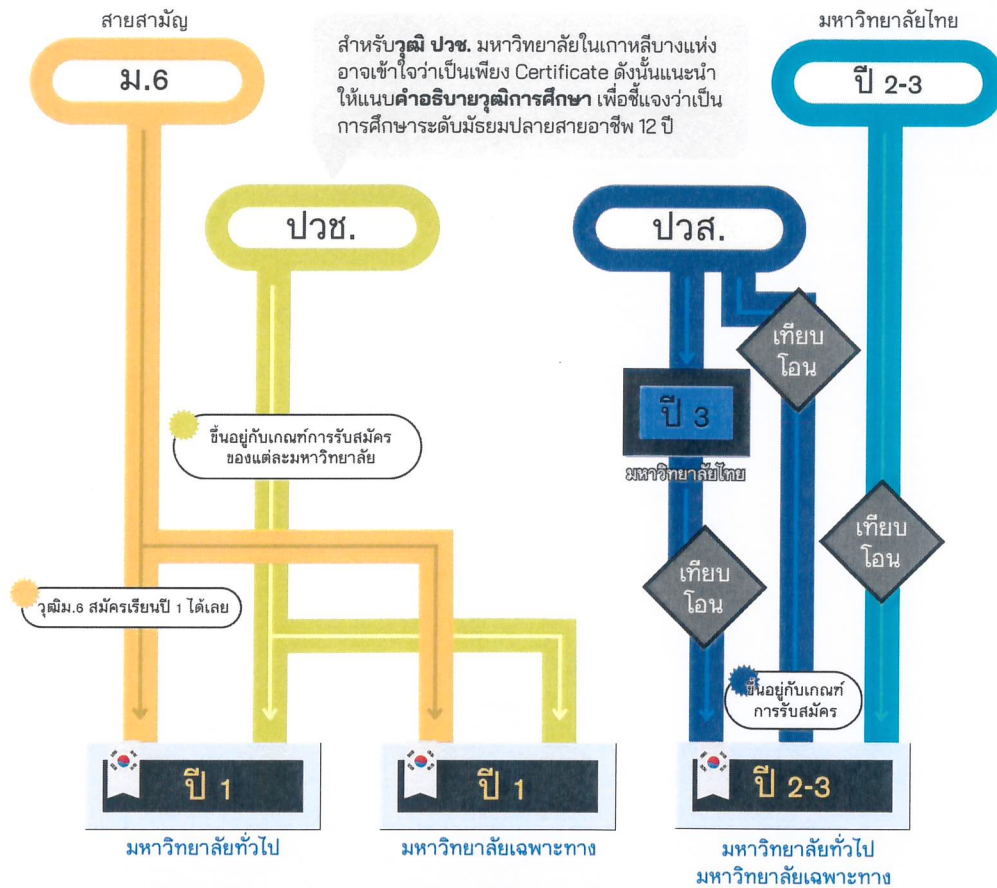 สายสามัญ
ม.6
สำหรับวุฒิ ปวช. มหาวิทยาลัยในเกาหลีบางแห่ง
อาจเข้าใจว่าเป็นเพียง Certificate ดังนั้นแนะนำ
ให้แนบคำอธิบายวุฒิการศึกษา เพื่อชี้แจงว่าเป็น
การศึกษาระดับมัธยมปลายสายอาชีพ 12 ปี
มหาวิทยาลัยไทย
ปี 2-3
ปวช.
ปวส.
เทียบ
โอน
ปี 3
มหาวิทยาลัยไทย
ขึ้นอยู่กับเกณฑ์การรับสมัคร
ของแต่ละมหาวิทยาลัย
เทียบ
โอน
เทียบ
โอน
วุฒิม.6 สมัครเรียนปี 1 ได้เลย
ขึ้นอยู่กับเกณฑ์
การรับสมัคร
ปี 1
มหาวิทยาลัยทั่วไป
ปี 1
มหาวิทยาลัยเฉพาะทาง
ปี 2-3
มหาวิทยาลัยทั่วไป
มหาวิทยาลัยเฉพาะทาง